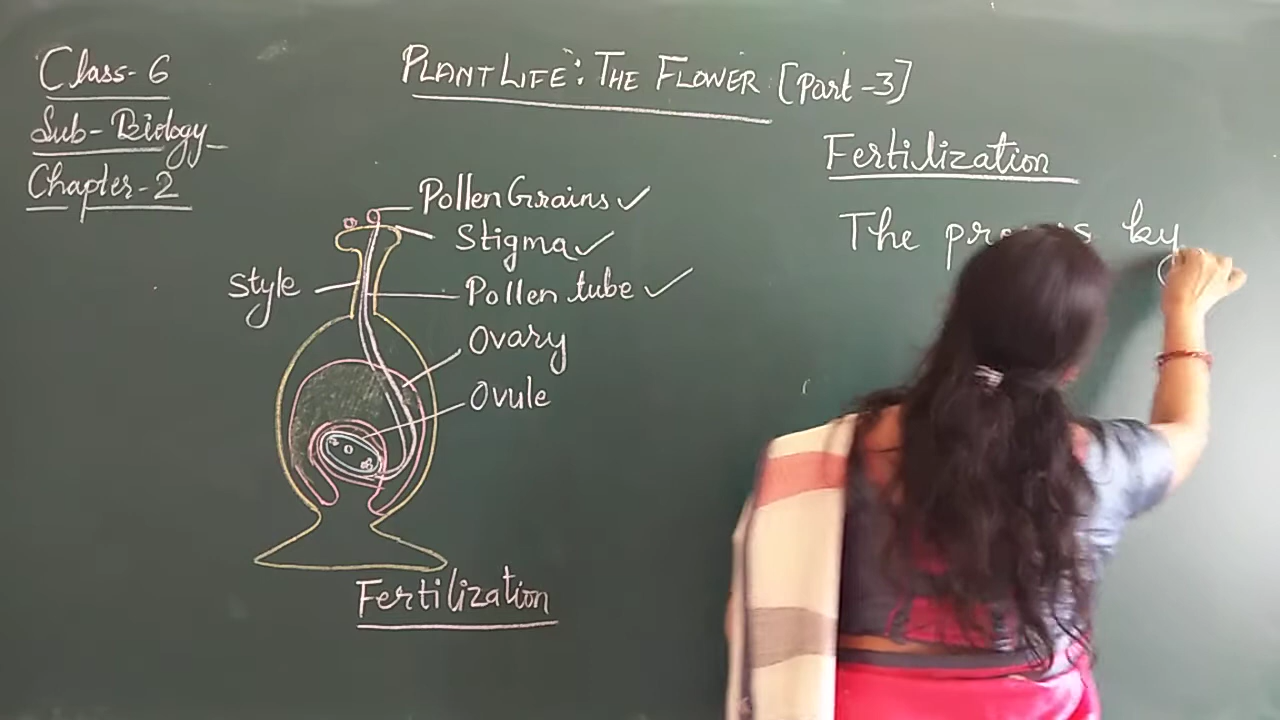 Class-6
Sub-Biology
Chapter-2
PLANT LIFE: THE FLOWER [Part-3]
Pollen Grains ✓
Stigma ✓
Style
Pollen tube ✓
Ovary
Ovule
Fertilization
Fertilization
The by